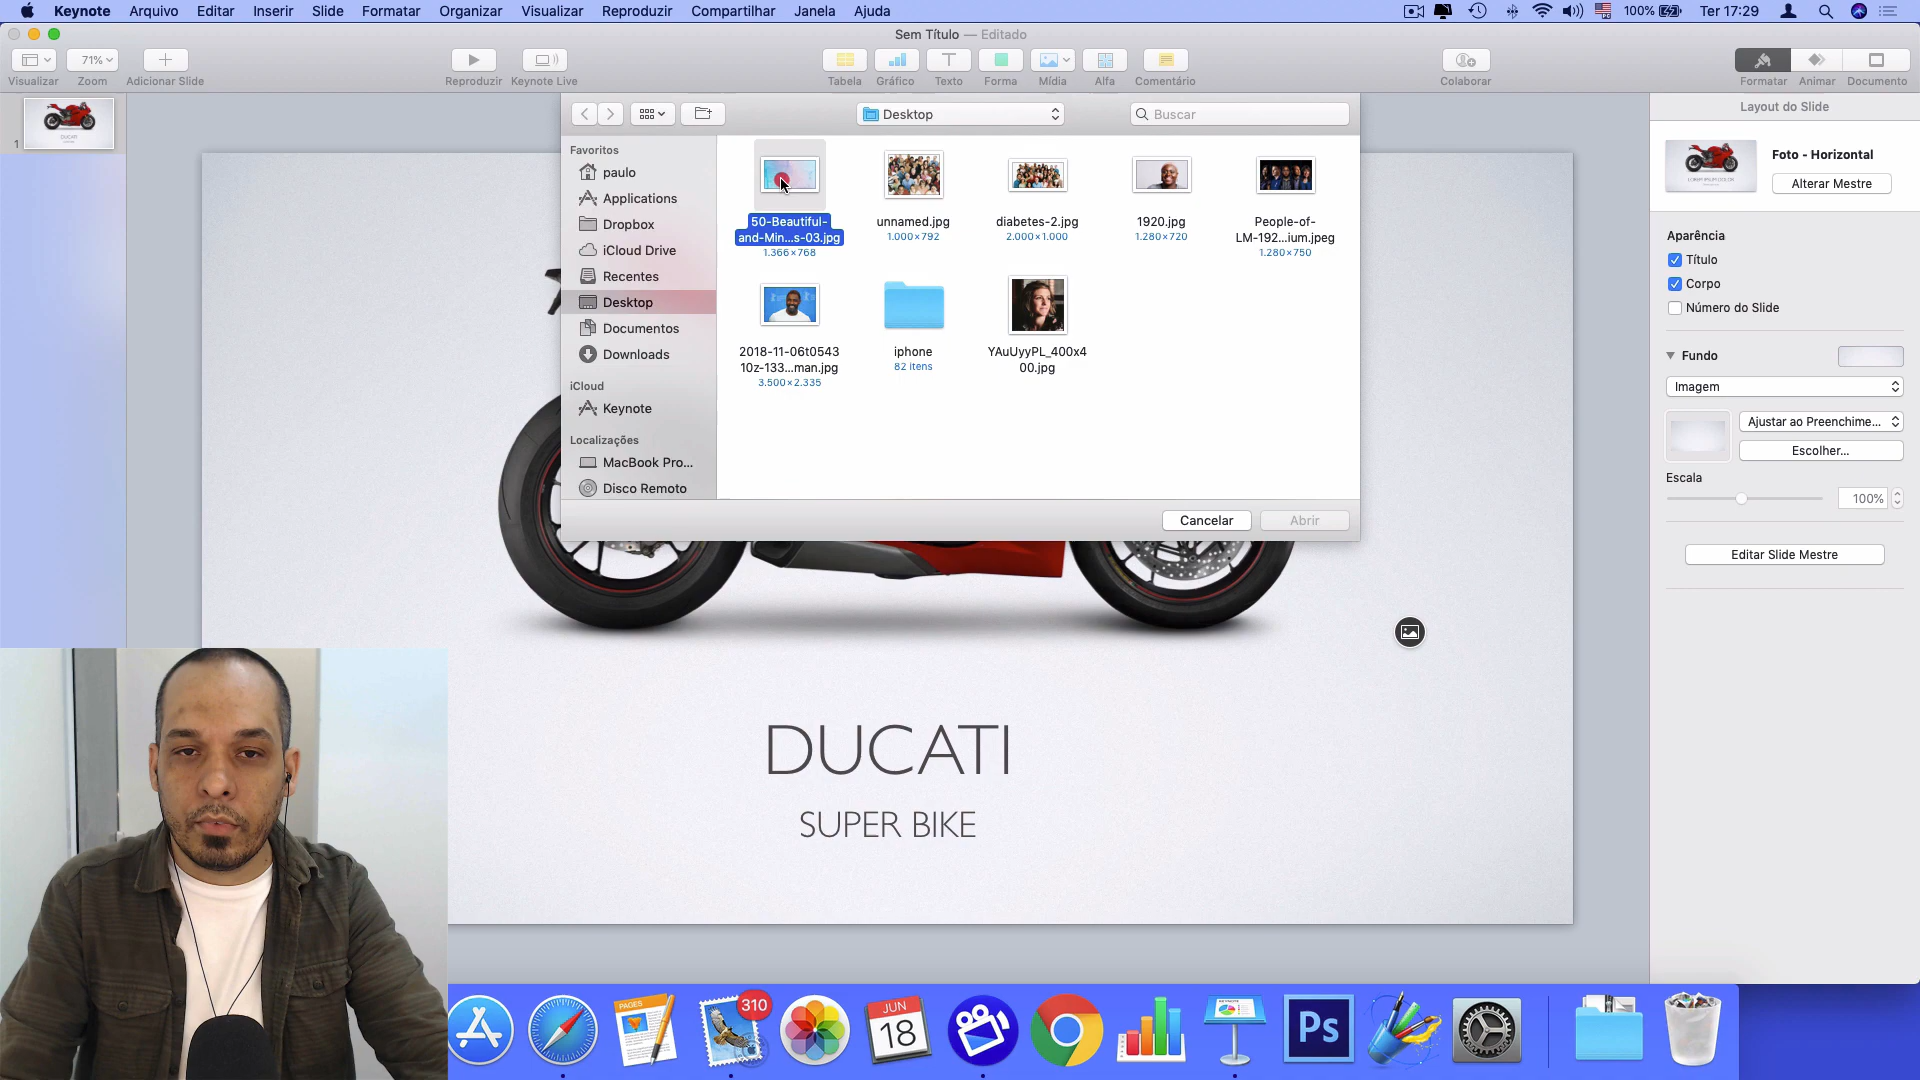 Keynote Arquivo Editar Inserir Slide Formatar Organizar Visualizar Reproduzir Compartilhar Janela Ajuda 100% Ter 17:29
Sem Título — Editado
71%
Visualizar Zoom Adicionar Slide Reproduzir Keynote Live Tabela Gráfico Texto Forma Mídia Alfa Comentário Colaborar Formatar Animar Documento
1
Desktop
Buscar
Favoritos
paulo
Applications
Dropbox
iCloud Drive
Recentes
Desktop
Documentos
Downloads
iCloud
Keynote
Localizações
MacBook Pro...
Disco Remoto
50-Beautiful-
and-Min...s-03.jpg
1.366×768
unnamed.jpg
1.000×792
diabetes-2.jpg
2.000×1.000
1920.jpg
1.280×720
People-of-
LM-192...ium.jpeg
1.280×750
2018-11-06t0543
10z-133...man.jpg
3.500×2.335
iphone
82 itens
YAuUyyPL_400x4
00.jpg
Cancelar Abrir
DUCATI
SUPER BIKE
Layout do Slide
Foto - Horizontal
Alterar Mestre
Aparência
Título
Corpo
Número do Slide
Fundo
Imagem
Ajustar ao Preenchime...
Escolher...
Escala
100%
Editar Slide Mestre
PAGES
310
JUN
18
KEYNOTE
Ps